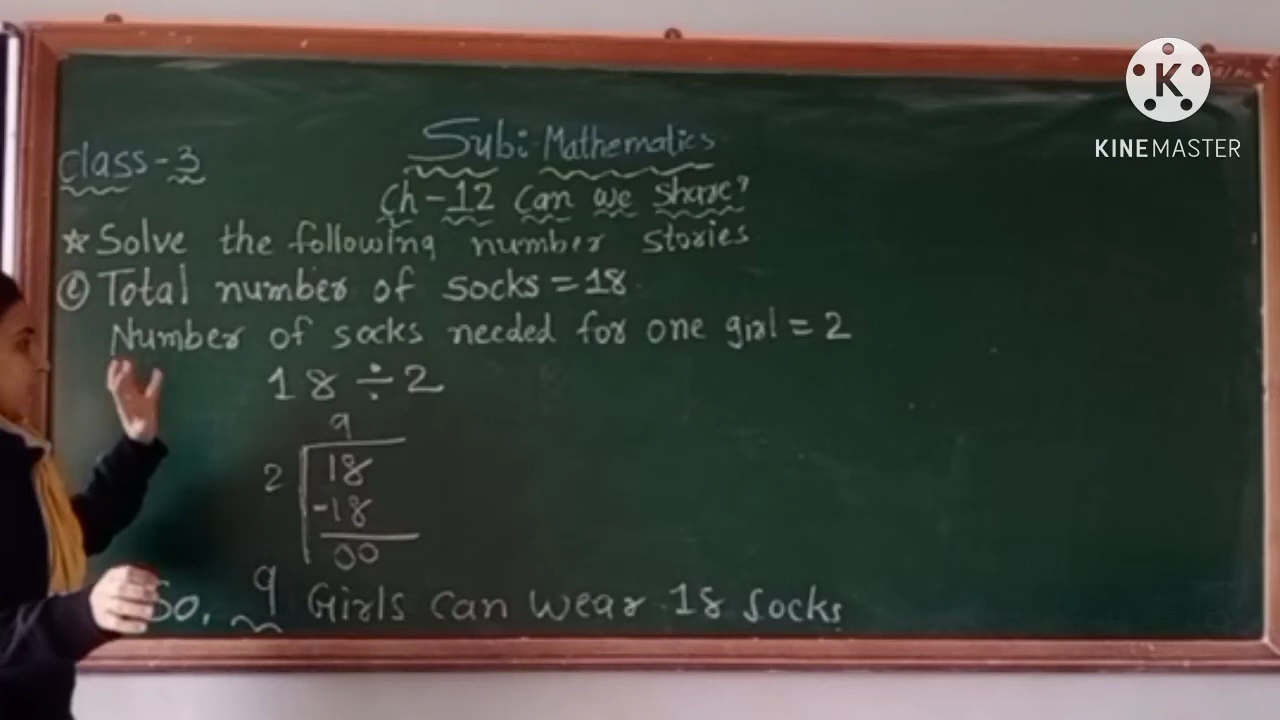 K
KINEMASTER
Class-3
Sub: Mathematics
Ch-12 Can we Share?
★ Solve the following number stories
Total number of socks = 18
Number of socks needed for one girl = 2
18 ÷ 2
9
2 18
-18
00
So, 9 Girls can wear 18 socks